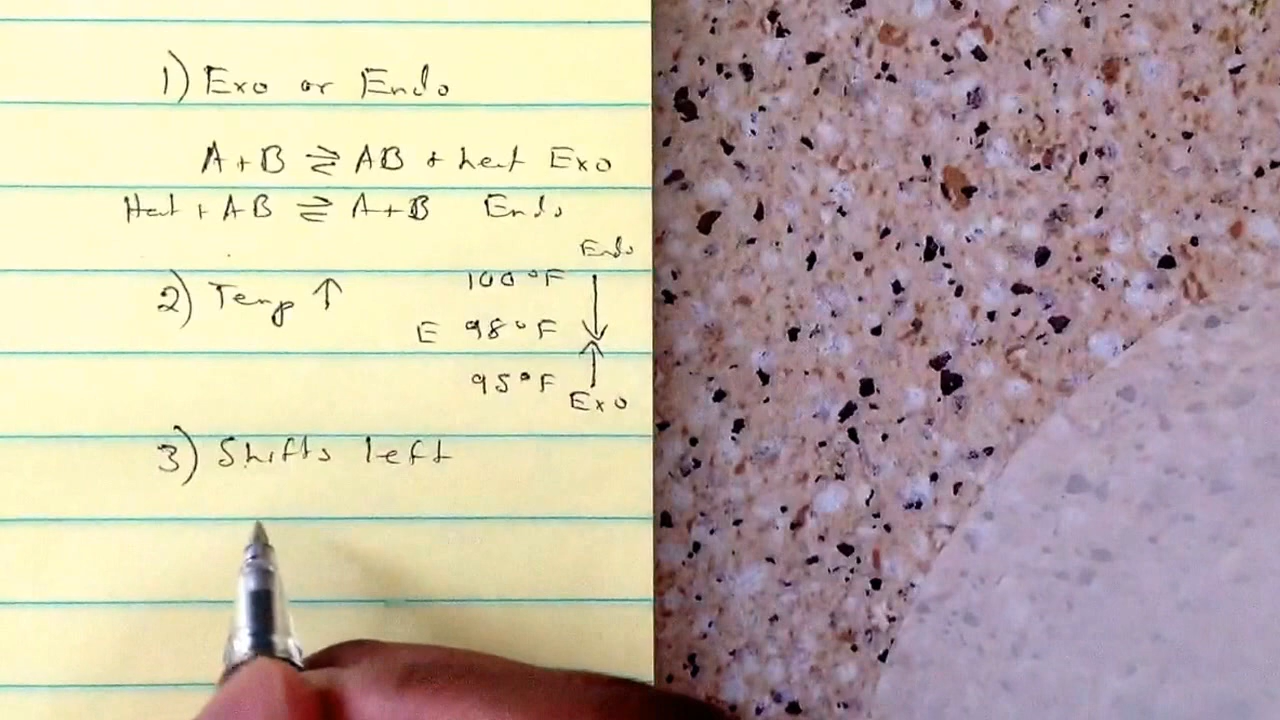 1) Exo or Endo
A + B ⇌ AB + heat Exo
Heat + AB ⇌ A + B Endo
Endo
2) Temp ↑ 100°F ↓
E 98°F
95°F ↑
Exo
3) Shifts left